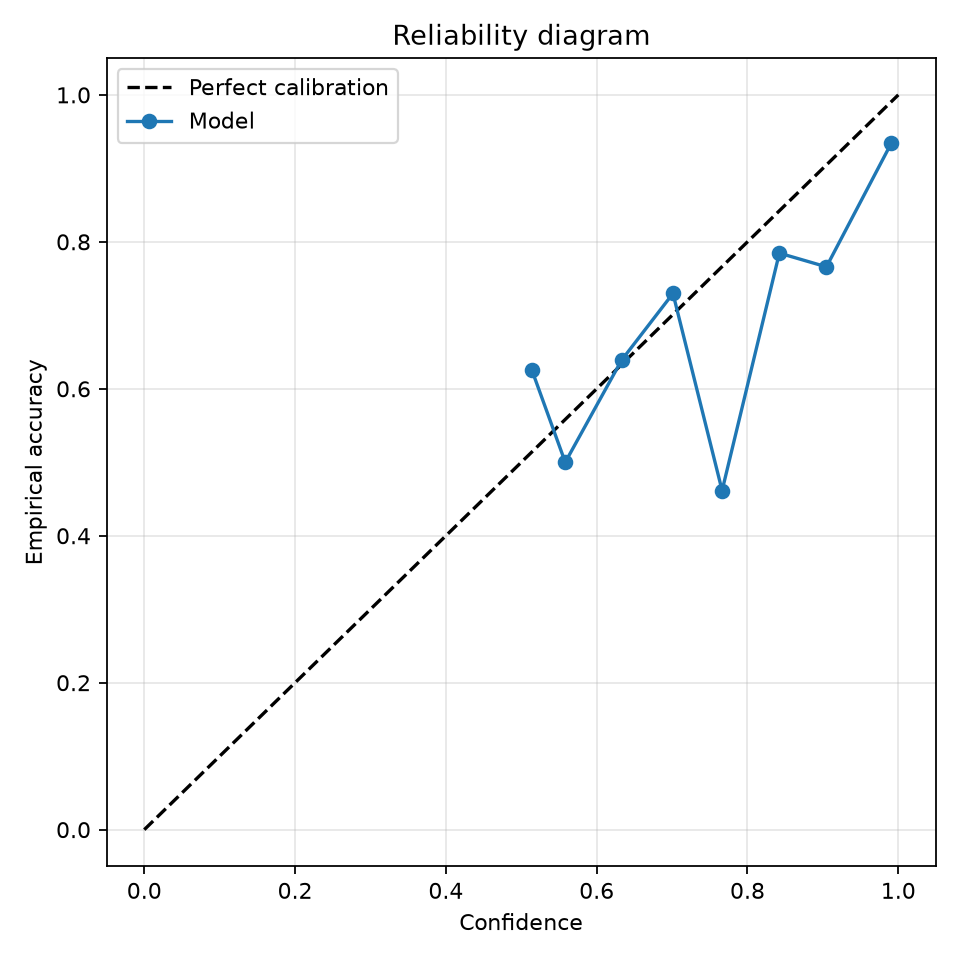 Reliability diagram
Perfect calibration
Model
1.0
0.8
0.6
0.4
0.2
0.0
Empirical accuracy
0.0 0.2 0.4 0.6 0.8 1.0
Confidence